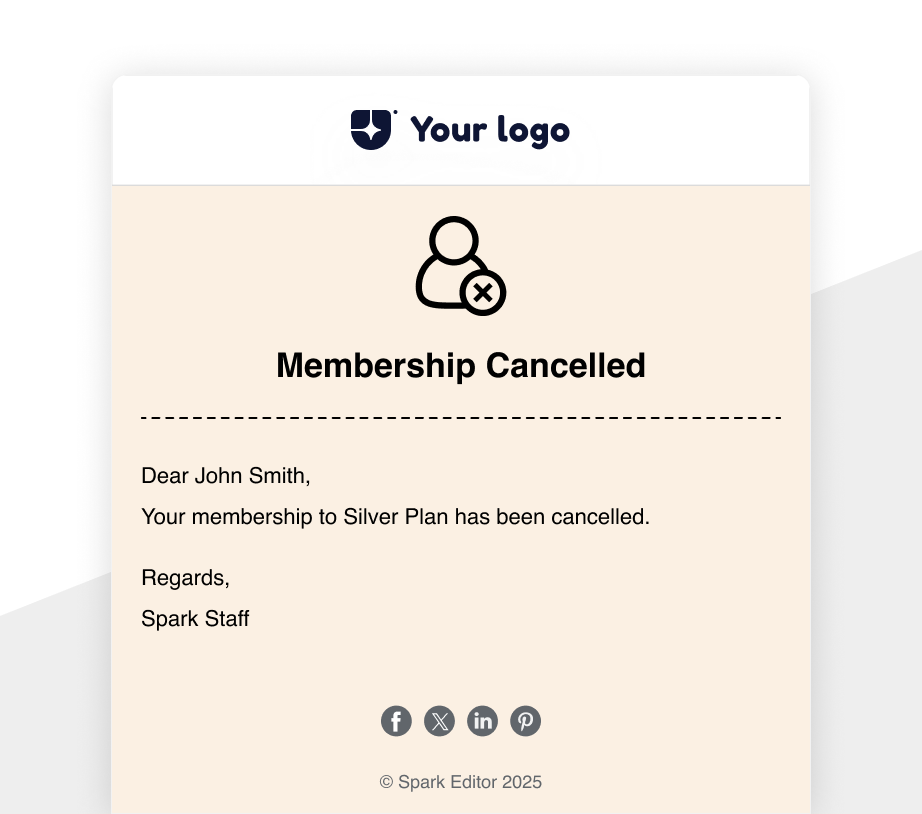 Your logo
Membership Cancelled
Dear John Smith,
Your membership to Silver Plan has been cancelled.
Regards,
Spark Staff
© Spark Editor 2025